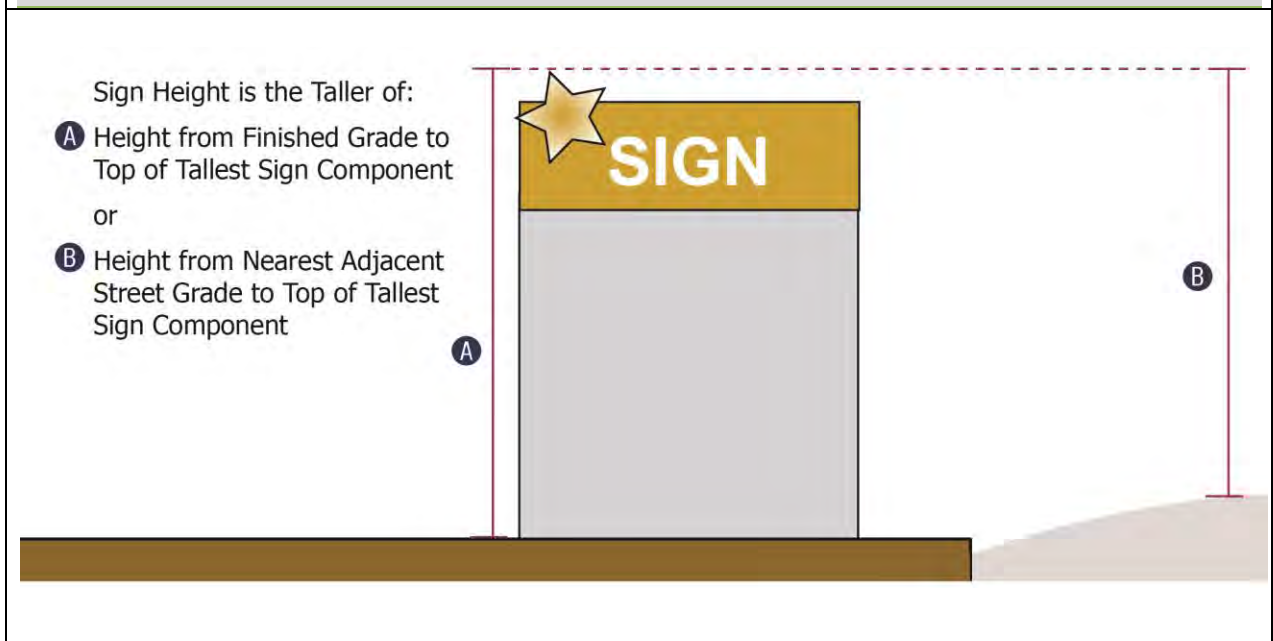 Sign Height is the Taller of:
A Height from Finished Grade to
Top of Tallest Sign Component
or
B Height from Nearest Adjacent
Street Grade to Top of Tallest
Sign Component
SIGN
A
B